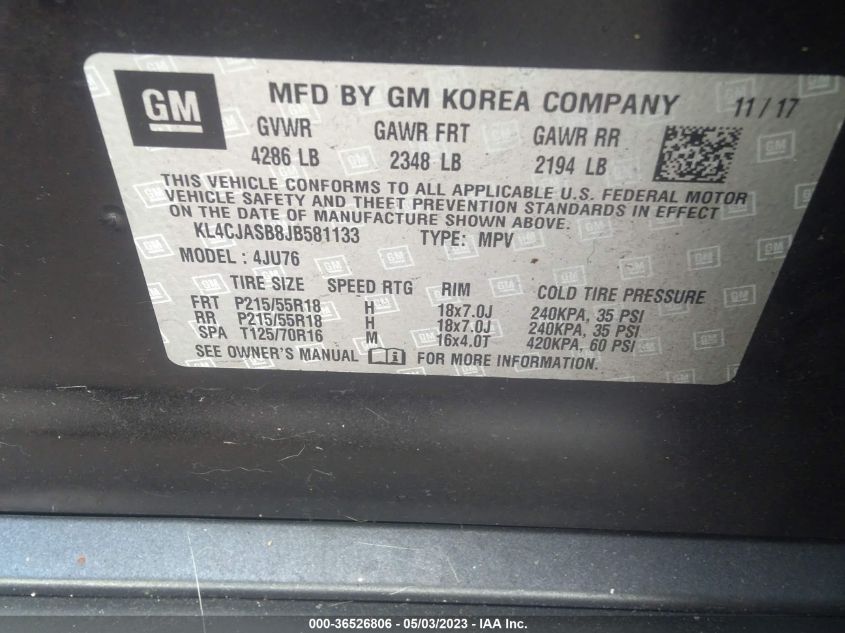 GM MFD BY GM KOREA COMPANY 11/17
GVWR GAWR FRT GAWR RR
4286 LB 2348 LB 2194 LB
THIS VEHICLE CONFORMS TO ALL APPLICABLE U.S. FEDERAL MOTOR
VEHICLE SAFETY AND THEFT PREVENTION STANDARDS IN EFFECT
ON THE DATE OF MANUFACTURE SHOWN ABOVE.
KL4CJASB8JB581133 TYPE: MPV
MODEL : 4JU76
TIRE SIZE SPEED RTG RIM COLD TIRE PRESSURE
FRT P215/55R18 H 18x7.0J 240KPA, 35 PSI
RR P215/55R18 H 18x7.0J 240KPA, 35 PSI
SPA T125/70R16 M 16x4.0T 420KPA, 60 PSI
SEE OWNER'S MANUAL i FOR MORE INFORMATION.
000-36526806 - 05/03/2023 - © IAA, Inc.